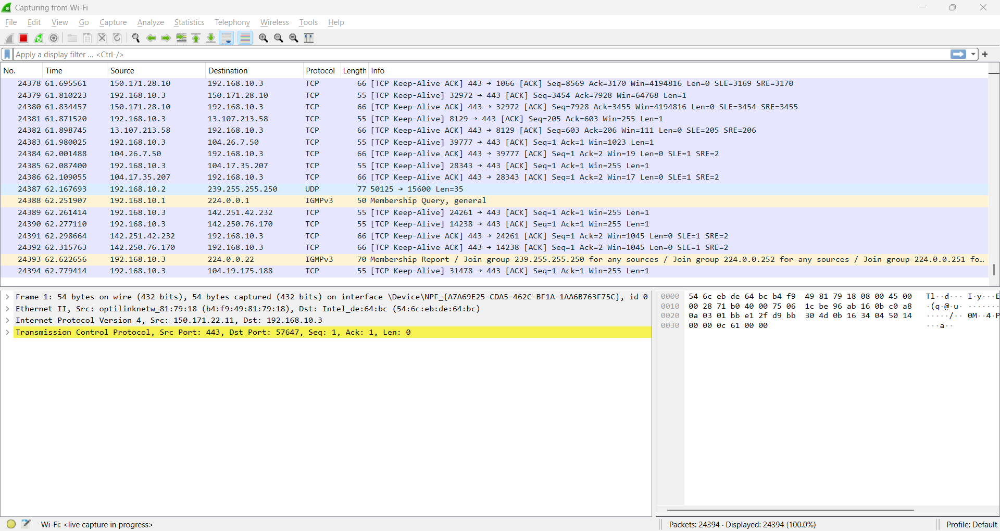 Capturing from Wi-Fi
File Edit View Go Capture Analyze Statistics Telephony Wireless Tools Help
Apply a display filter ... <Ctrl-/>
No. Time Source Destination Protocol Length Info
24378 61.695561 150.171.28.10 192.168.10.3 TCP 66 [TCP Keep-Alive ACK] 443 → 1066 [ACK] Seq=8569 Ack=3170 Win=4194816 Len=0 SLE=3169 SRE=3170
24379 61.810223 192.168.10.3 150.171.28.10 TCP 55 [TCP Keep-Alive] 32972 → 443 [ACK] Seq=3454 Ack=7928 Win=64768 Len=1
24380 61.834457 150.171.28.10 192.168.10.3 TCP 66 [TCP Keep-Alive ACK] 443 → 32972 [ACK] Seq=7928 Ack=3455 Win=4194816 Len=0 SLE=3454 SRE=3455
24381 61.871520 192.168.10.3 13.107.213.58 TCP 55 [TCP Keep-Alive] 8129 → 443 [ACK] Seq=205 Ack=603 Win=255 Len=1
24382 61.898745 13.107.213.58 192.168.10.3 TCP 66 [TCP Keep-Alive ACK] 443 → 8129 [ACK] Seq=603 Ack=206 Win=111 Len=0 SLE=205 SRE=206
24383 61.980025 192.168.10.3 104.26.7.50 TCP 55 [TCP Keep-Alive] 39777 → 443 [ACK] Seq=1 Ack=1 Win=1023 Len=1
24384 62.001488 104.26.7.50 192.168.10.3 TCP 66 [TCP Keep-Alive ACK] 443 → 39777 [ACK] Seq=1 Ack=2 Win=19 Len=0 SLE=1 SRE=2
24385 62.087400 192.168.10.3 104.17.35.207 TCP 55 [TCP Keep-Alive] 28343 → 443 [ACK] Seq=1 Ack=1 Win=255 Len=1
24386 62.109055 104.17.35.207 192.168.10.3 TCP 66 [TCP Keep-Alive ACK] 443 → 28343 [ACK] Seq=1 Ack=2 Win=17 Len=0 SLE=1 SRE=2
24387 62.167693 192.168.10.2 239.255.255.250 UDP 77 50125 → 15600 Len=35
24388 62.251907 192.168.10.1 224.0.0.1 IGMPv3 50 Membership Query, general
24389 62.261414 192.168.10.3 142.251.42.232 TCP 55 [TCP Keep-Alive] 24261 → 443 [ACK] Seq=1 Ack=1 Win=255 Len=1
24390 62.277110 192.168.10.3 142.250.76.170 TCP 55 [TCP Keep-Alive] 14238 → 443 [ACK] Seq=1 Ack=1 Win=255 Len=1
24391 62.298664 142.251.42.232 192.168.10.3 TCP 66 [TCP Keep-Alive ACK] 443 → 24261 [ACK] Seq=1 Ack=2 Win=1045 Len=0 SLE=1 SRE=2
24392 62.315763 142.250.76.170 192.168.10.3 TCP 66 [TCP Keep-Alive ACK] 443 → 14238 [ACK] Seq=1 Ack=2 Win=1045 Len=0 SLE=1 SRE=2
24393 62.622656 192.168.10.3 224.0.0.22 IGMPv3 70 Membership Report / Join group 239.255.255.250 for any sources / Join group 224.0.0.252 for any sources / Join group 224.0.0.251 fo…
24394 62.779414 192.168.10.3 104.19.175.188 TCP 55 [TCP Keep-Alive] 31478 → 443 [ACK] Seq=1 Ack=1 Win=255 Len=1
Frame 1: 54 bytes on wire (432 bits), 54 bytes captured (432 bits) on interface \Device\NPF_{A7A69E25-CDA5-462C-BF1A-1AA6B763F75C}, id 0
Ethernet II, Src: optilinknetw_81:79:18 (b4:f9:49:81:79:18), Dst: Intel_de:64:bc (54:6c:eb:de:64:bc)
Internet Protocol Version 4, Src: 150.171.22.11, Dst: 192.168.10.3
Transmission Control Protocol, Src Port: 443, Dst Port: 57647, Seq: 1, Ack: 1, Len: 0
0000 54 6c eb de 64 bc b4 f9 49 81 79 18 08 00 45 00 Tl··d··· I·y···E
0010 00 28 71 b0 40 00 75 06 1c be 96 ab 16 0b c0 a8 ·(q·@·u· ·······
0020 0a 03 01 bb e1 2f d9 bb 30 4d 0b 16 34 04 50 14 ·····/·· 0M··4·P
0030 00 00 0c 61 00 00 ···a··
Wi-Fi: <live capture in progress>
Packets: 24394 · Displayed: 24394 (100.0%)
Profile: Default